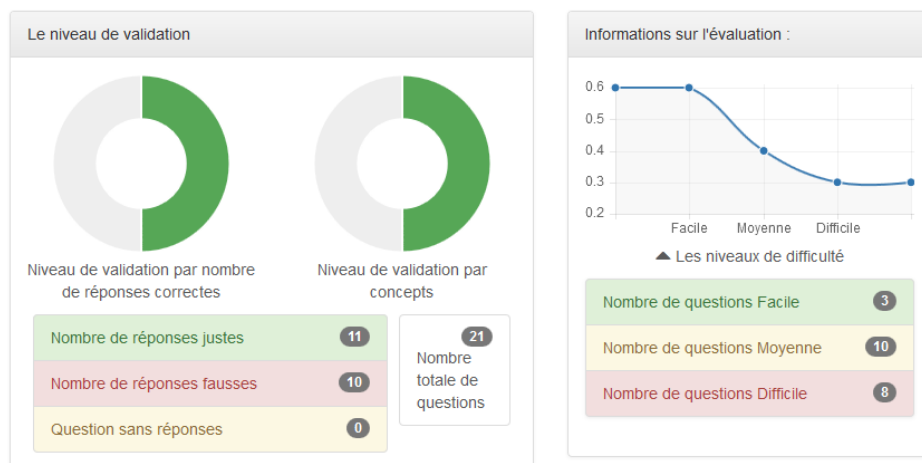 Le niveau de validation
Niveau de validation par nombre
de réponses correctes
Niveau de validation par
concepts
Nombre de réponses justes 11
Nombre de réponses fausses 10
Question sans réponses 0
21
Nombre
totale de
questions
Informations sur l'évaluation :
0.6
0.5
0.4
0.3
0.2
Facile Moyenne Difficile
Les niveaux de difficulté
Nombre de questions Facile 3
Nombre de questions Moyenne 10
Nombre de questions Difficile 8